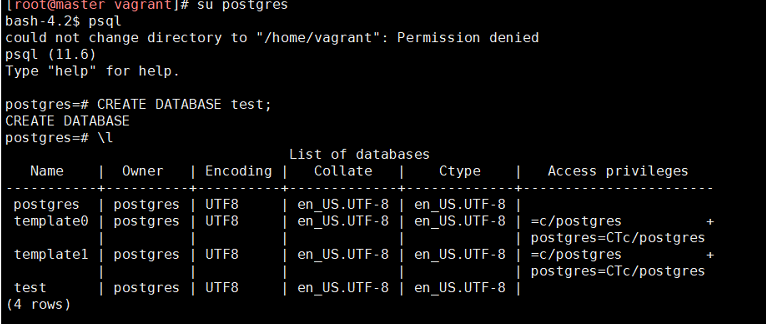 [root@master vagrant]# su postgres
bash-4.2$ psql
could not change directory to "/home/vagrant": Permission denied
psql (11.6)
Type "help" for help.

postgres=# CREATE DATABASE test;
CREATE DATABASE
postgres=# \l
                                  List of databases
   Name    |  Owner   | Encoding |   Collate   |    Ctype    |   Access privileges
-----------+----------+----------+-------------+-------------+-----------------------
 postgres  | postgres | UTF8     | en_US.UTF-8 | en_US.UTF-8 |
 template0 | postgres | UTF8     | en_US.UTF-8 | en_US.UTF-8 | =c/postgres          +
           |          |          |             |             | postgres=CTc/postgres
 template1 | postgres | UTF8     | en_US.UTF-8 | en_US.UTF-8 | =c/postgres          +
           |          |          |             |             | postgres=CTc/postgres
 test      | postgres | UTF8     | en_US.UTF-8 | en_US.UTF-8 |
(4 rows)